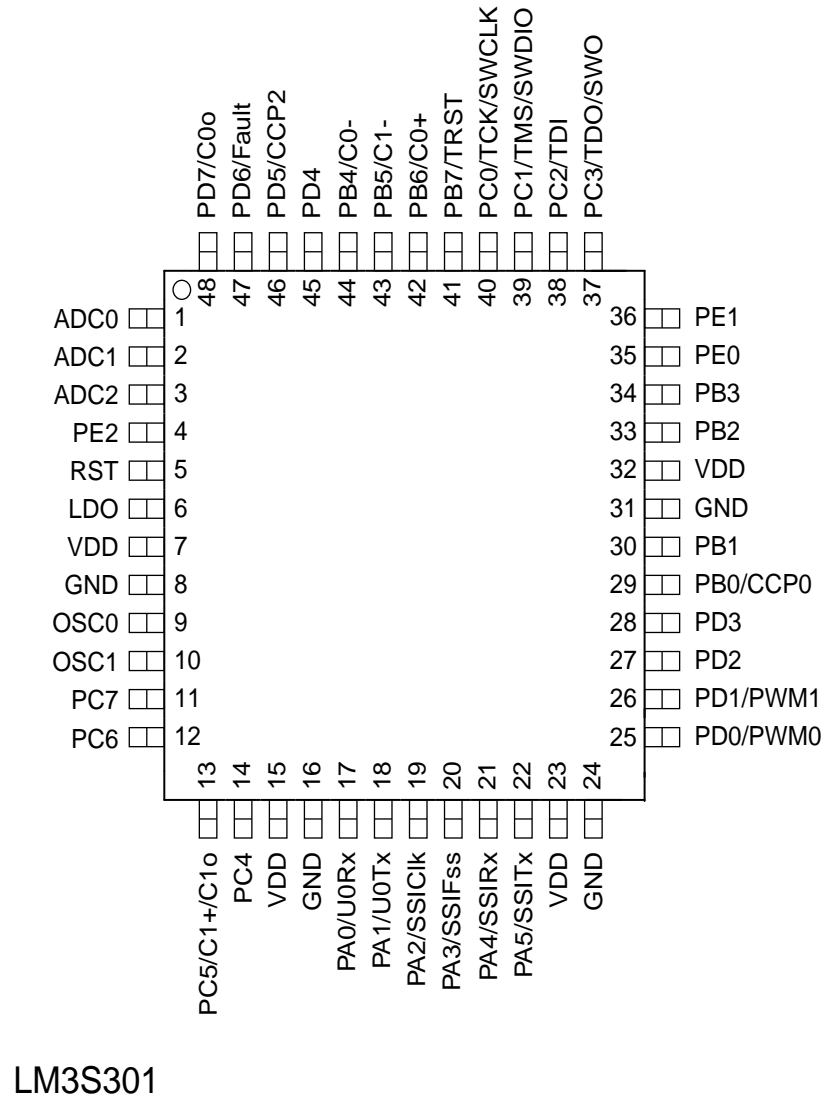 PD7/C0o
PD6/Fault
PD5/CCP2
PD4
PB4/C0-
PB5/C1-
PB6/C0+
PB7/TRST
PC0/TCK/SWCLK
PC1/TMS/SWDIO
PC2/TDI
PC3/TDO/SWO
48
47
46
45
44
43
42
41
40
39
38
37
ADC0 1
ADC1 2
ADC2 3
PE2 4
RST 5
LDO 6
VDD 7
GND 8
OSC0 9
OSC1 10
PC7 11
PC6 12
36 PE1
35 PE0
34 PB3
33 PB2
32 VDD
31 GND
30 PB1
29 PB0/CCP0
28 PD3
27 PD2
26 PD1/PWM1
25 PD0/PWM0
13
14
15
16
17
18
19
20
21
22
23
24
PC5/C1+/C1o
PC4
VDD
GND
PA0/U0Rx
PA1/U0Tx
PA2/SSIClk
PA3/SSIFss
PA4/SSIRx
PA5/SSITx
VDD
GND
LM3S301